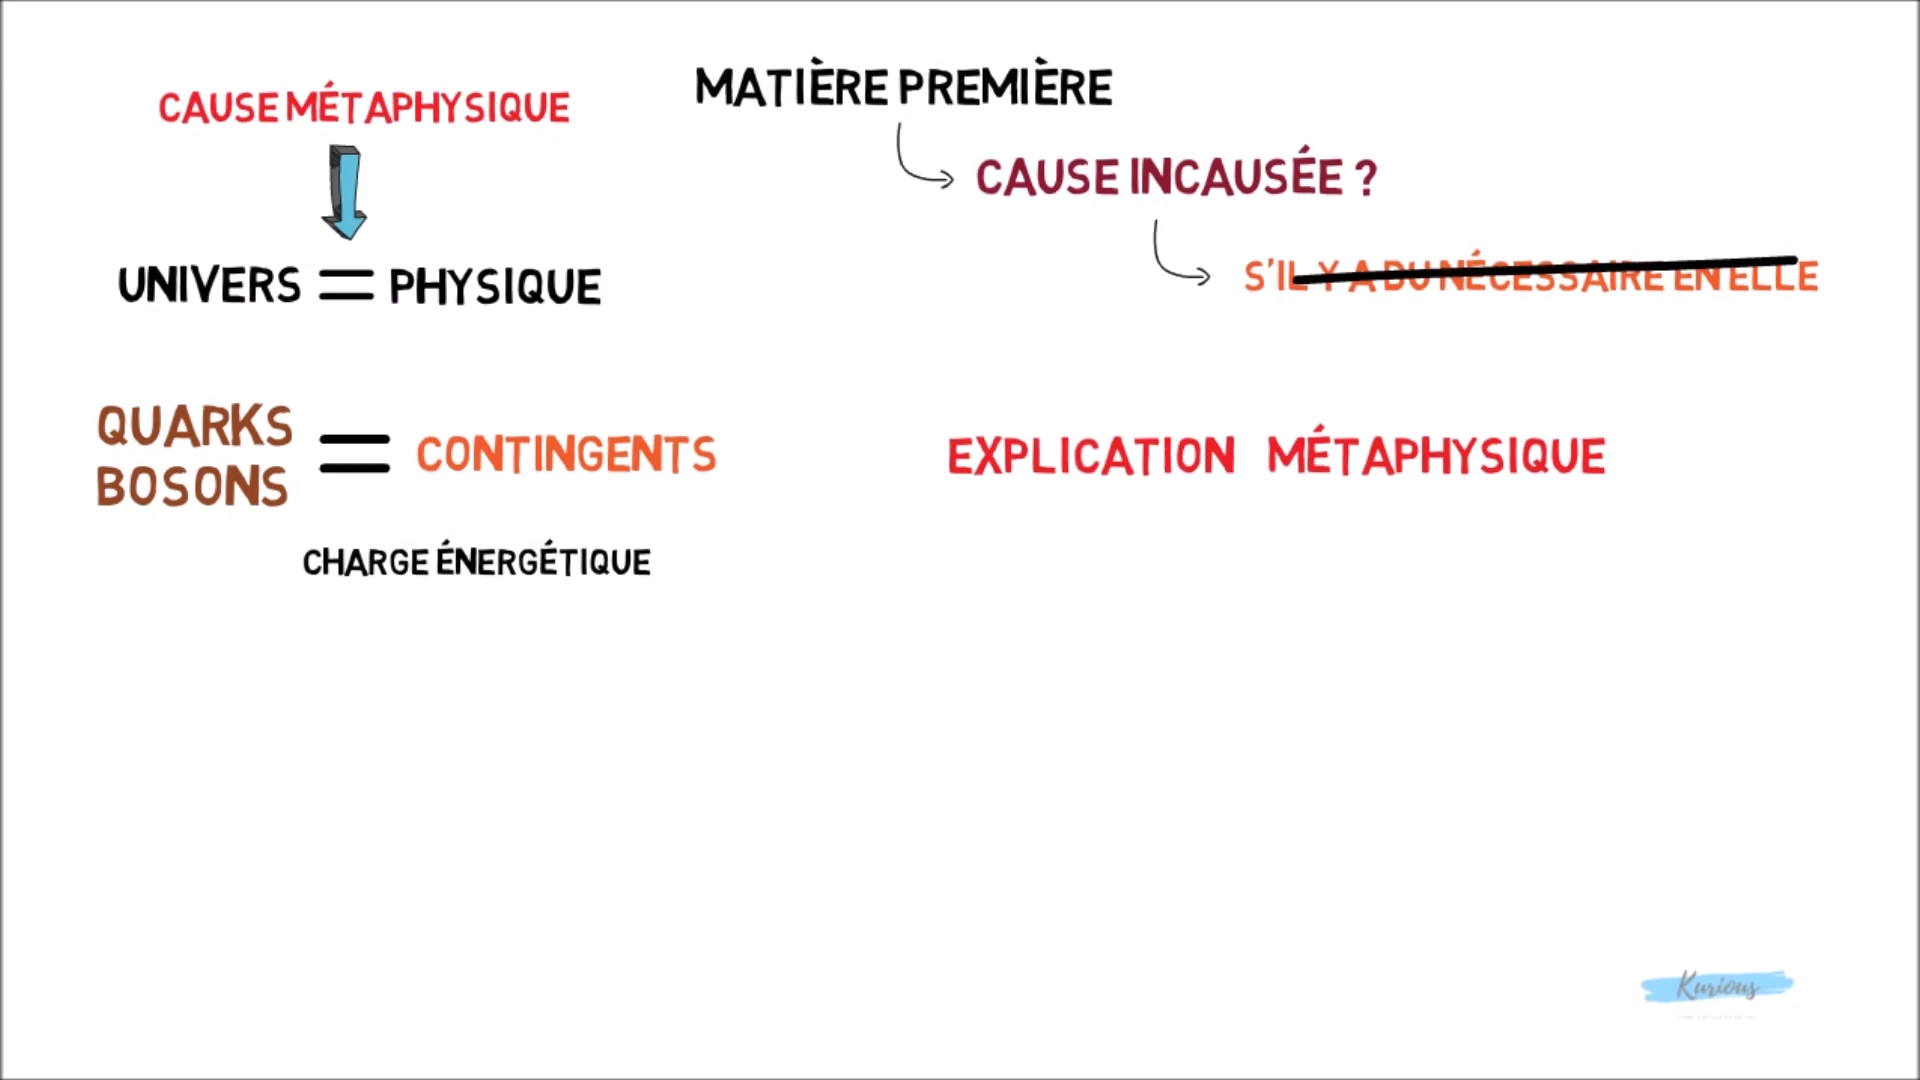 CAUSE MÉTAPHYSIQUE
UNIVERS = PHYSIQUE
MATIÈRE PREMIÈRE
CAUSE INCAUSÉE ?
S'IL Y A DU NÉCESSAIRE EN ELLE
QUARKS
BOSONS
= CONTINGENTS
CHARGE ÉNERGÉTIQUE
EXPLICATION MÉTAPHYSIQUE
Kurious